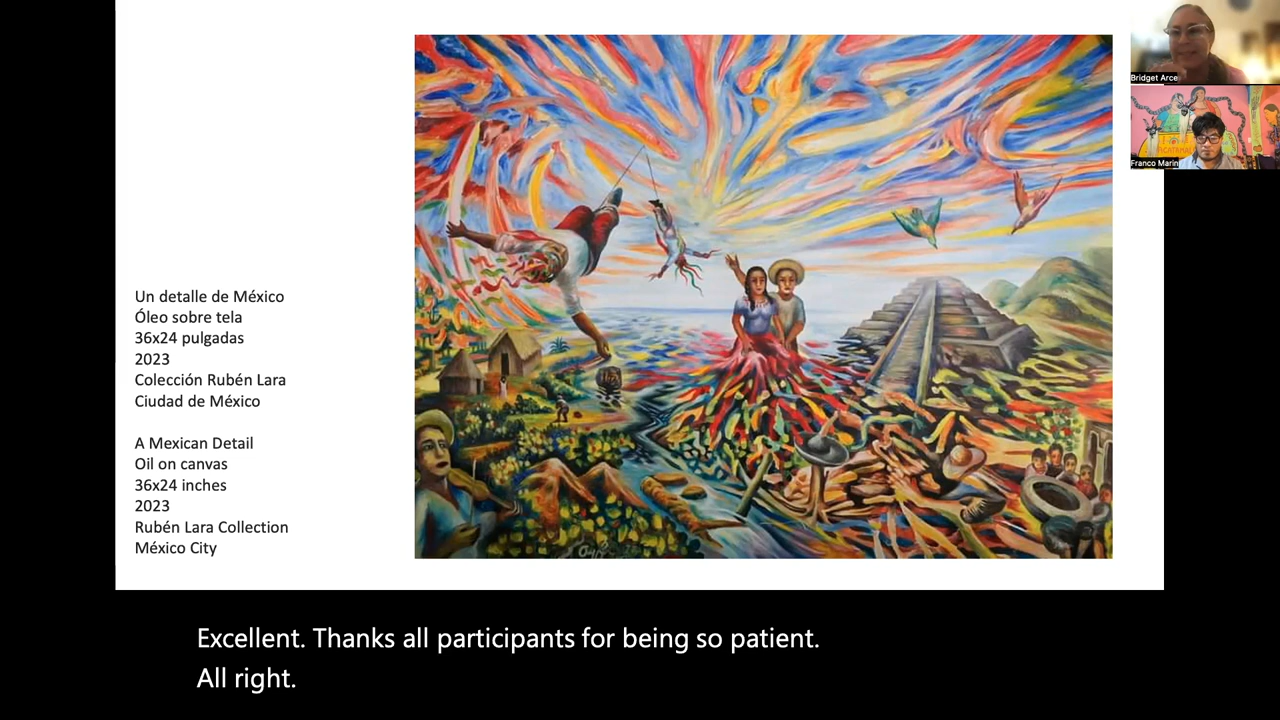 Bridget Arce
Franco Marin
Un detalle de México
Óleo sobre tela
36x24 pulgadas
2023
Colección Rubén Lara
Ciudad de México
A Mexican Detail
Oil on canvas
36x24 inches
2023
Rubén Lara Collection
México City
Excellent. Thanks all participants for being so patient.
All right.